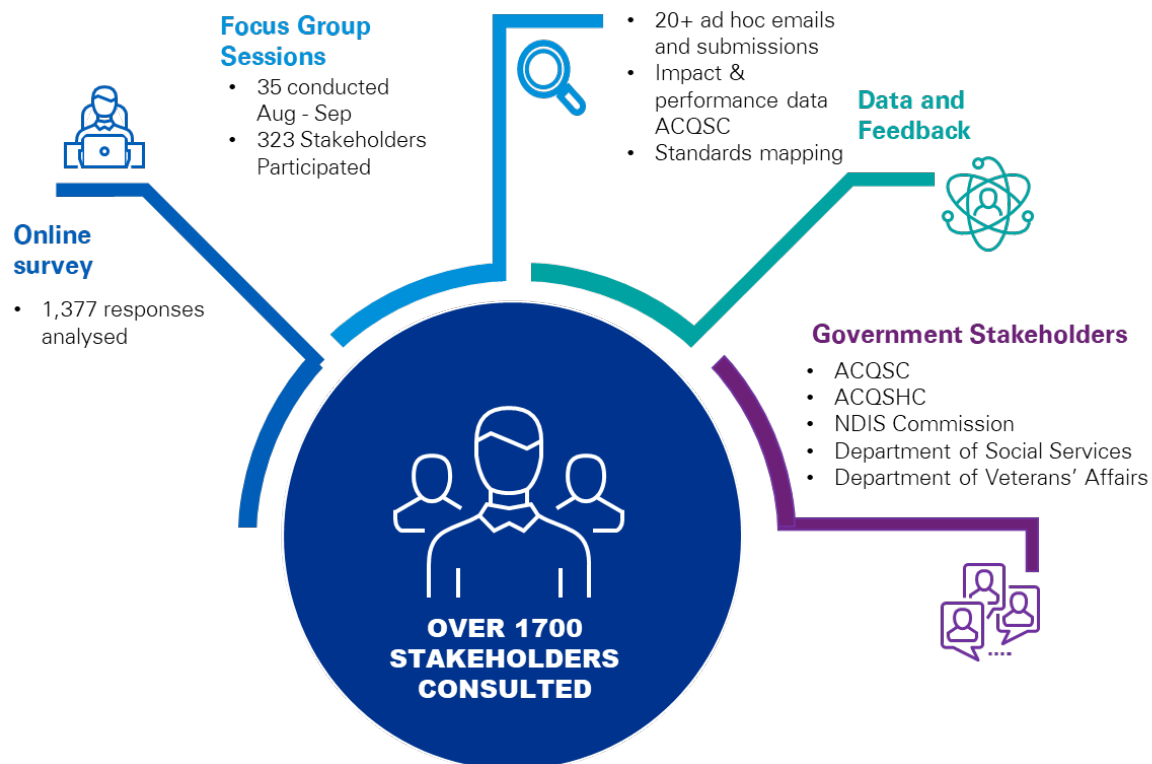 Focus Group
Sessions
• 35 conducted
Aug - Sep
• 323 Stakeholders
Participated
• 20+ ad hoc emails
and submissions
• Impact &
performance data
ACQSC
• Standards mapping
Data and
Feedback
Online
survey
• 1,377 responses
analysed
Government Stakeholders
• ACQSC
• ACQSHC
• NDIS Commission
• Department of Social Services
• Department of Veterans’ Affairs
OVER 1700
STAKEHOLDERS
CONSULTED